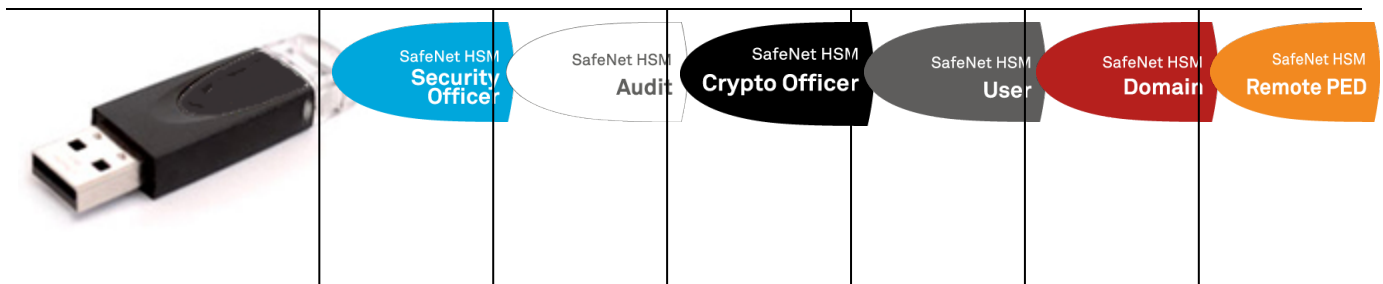 SafeNet HSM
Security
Officer
SafeNet HSM
Audit
SafeNet HSM
Crypto Officer
SafeNet HSM
User
SafeNet HSM
Domain
SafeNet HSM
Remote PED